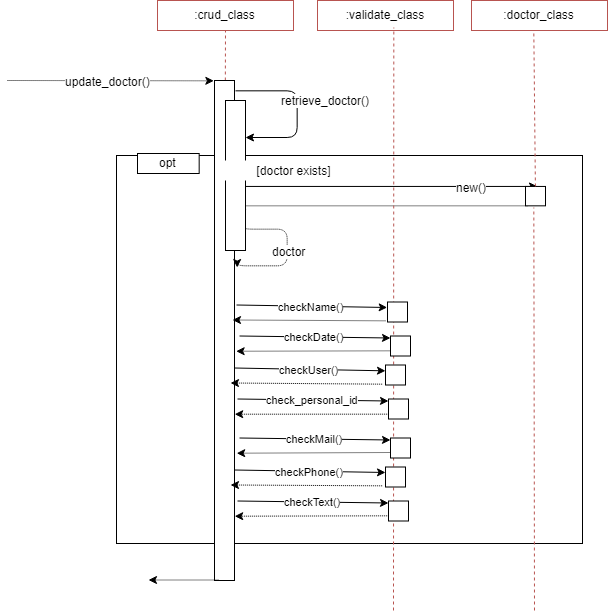 :crud_class
:validate_class
:doctor_class
update_doctor()
retrieve_doctor()
opt
[doctor exists]
new()
doctor
checkName()
checkDate()
checkUser()
check_personal_id
checkMail()
checkPhone()
checkText()